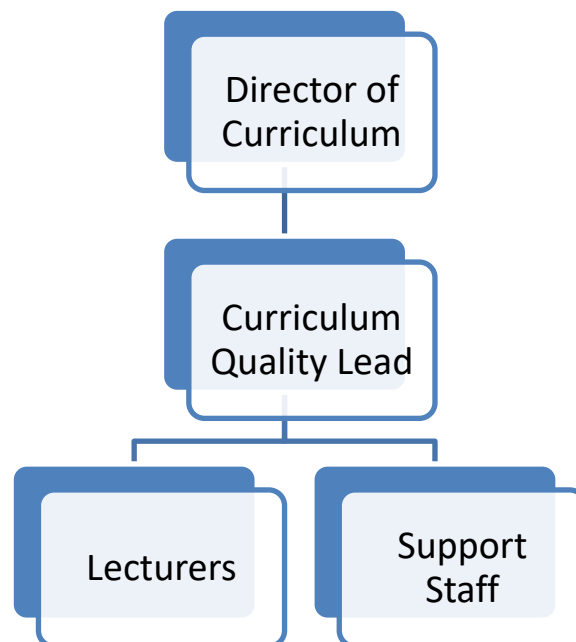 Director of
Curriculum
Curriculum
Quality Lead
Lecturers
Support
Staff